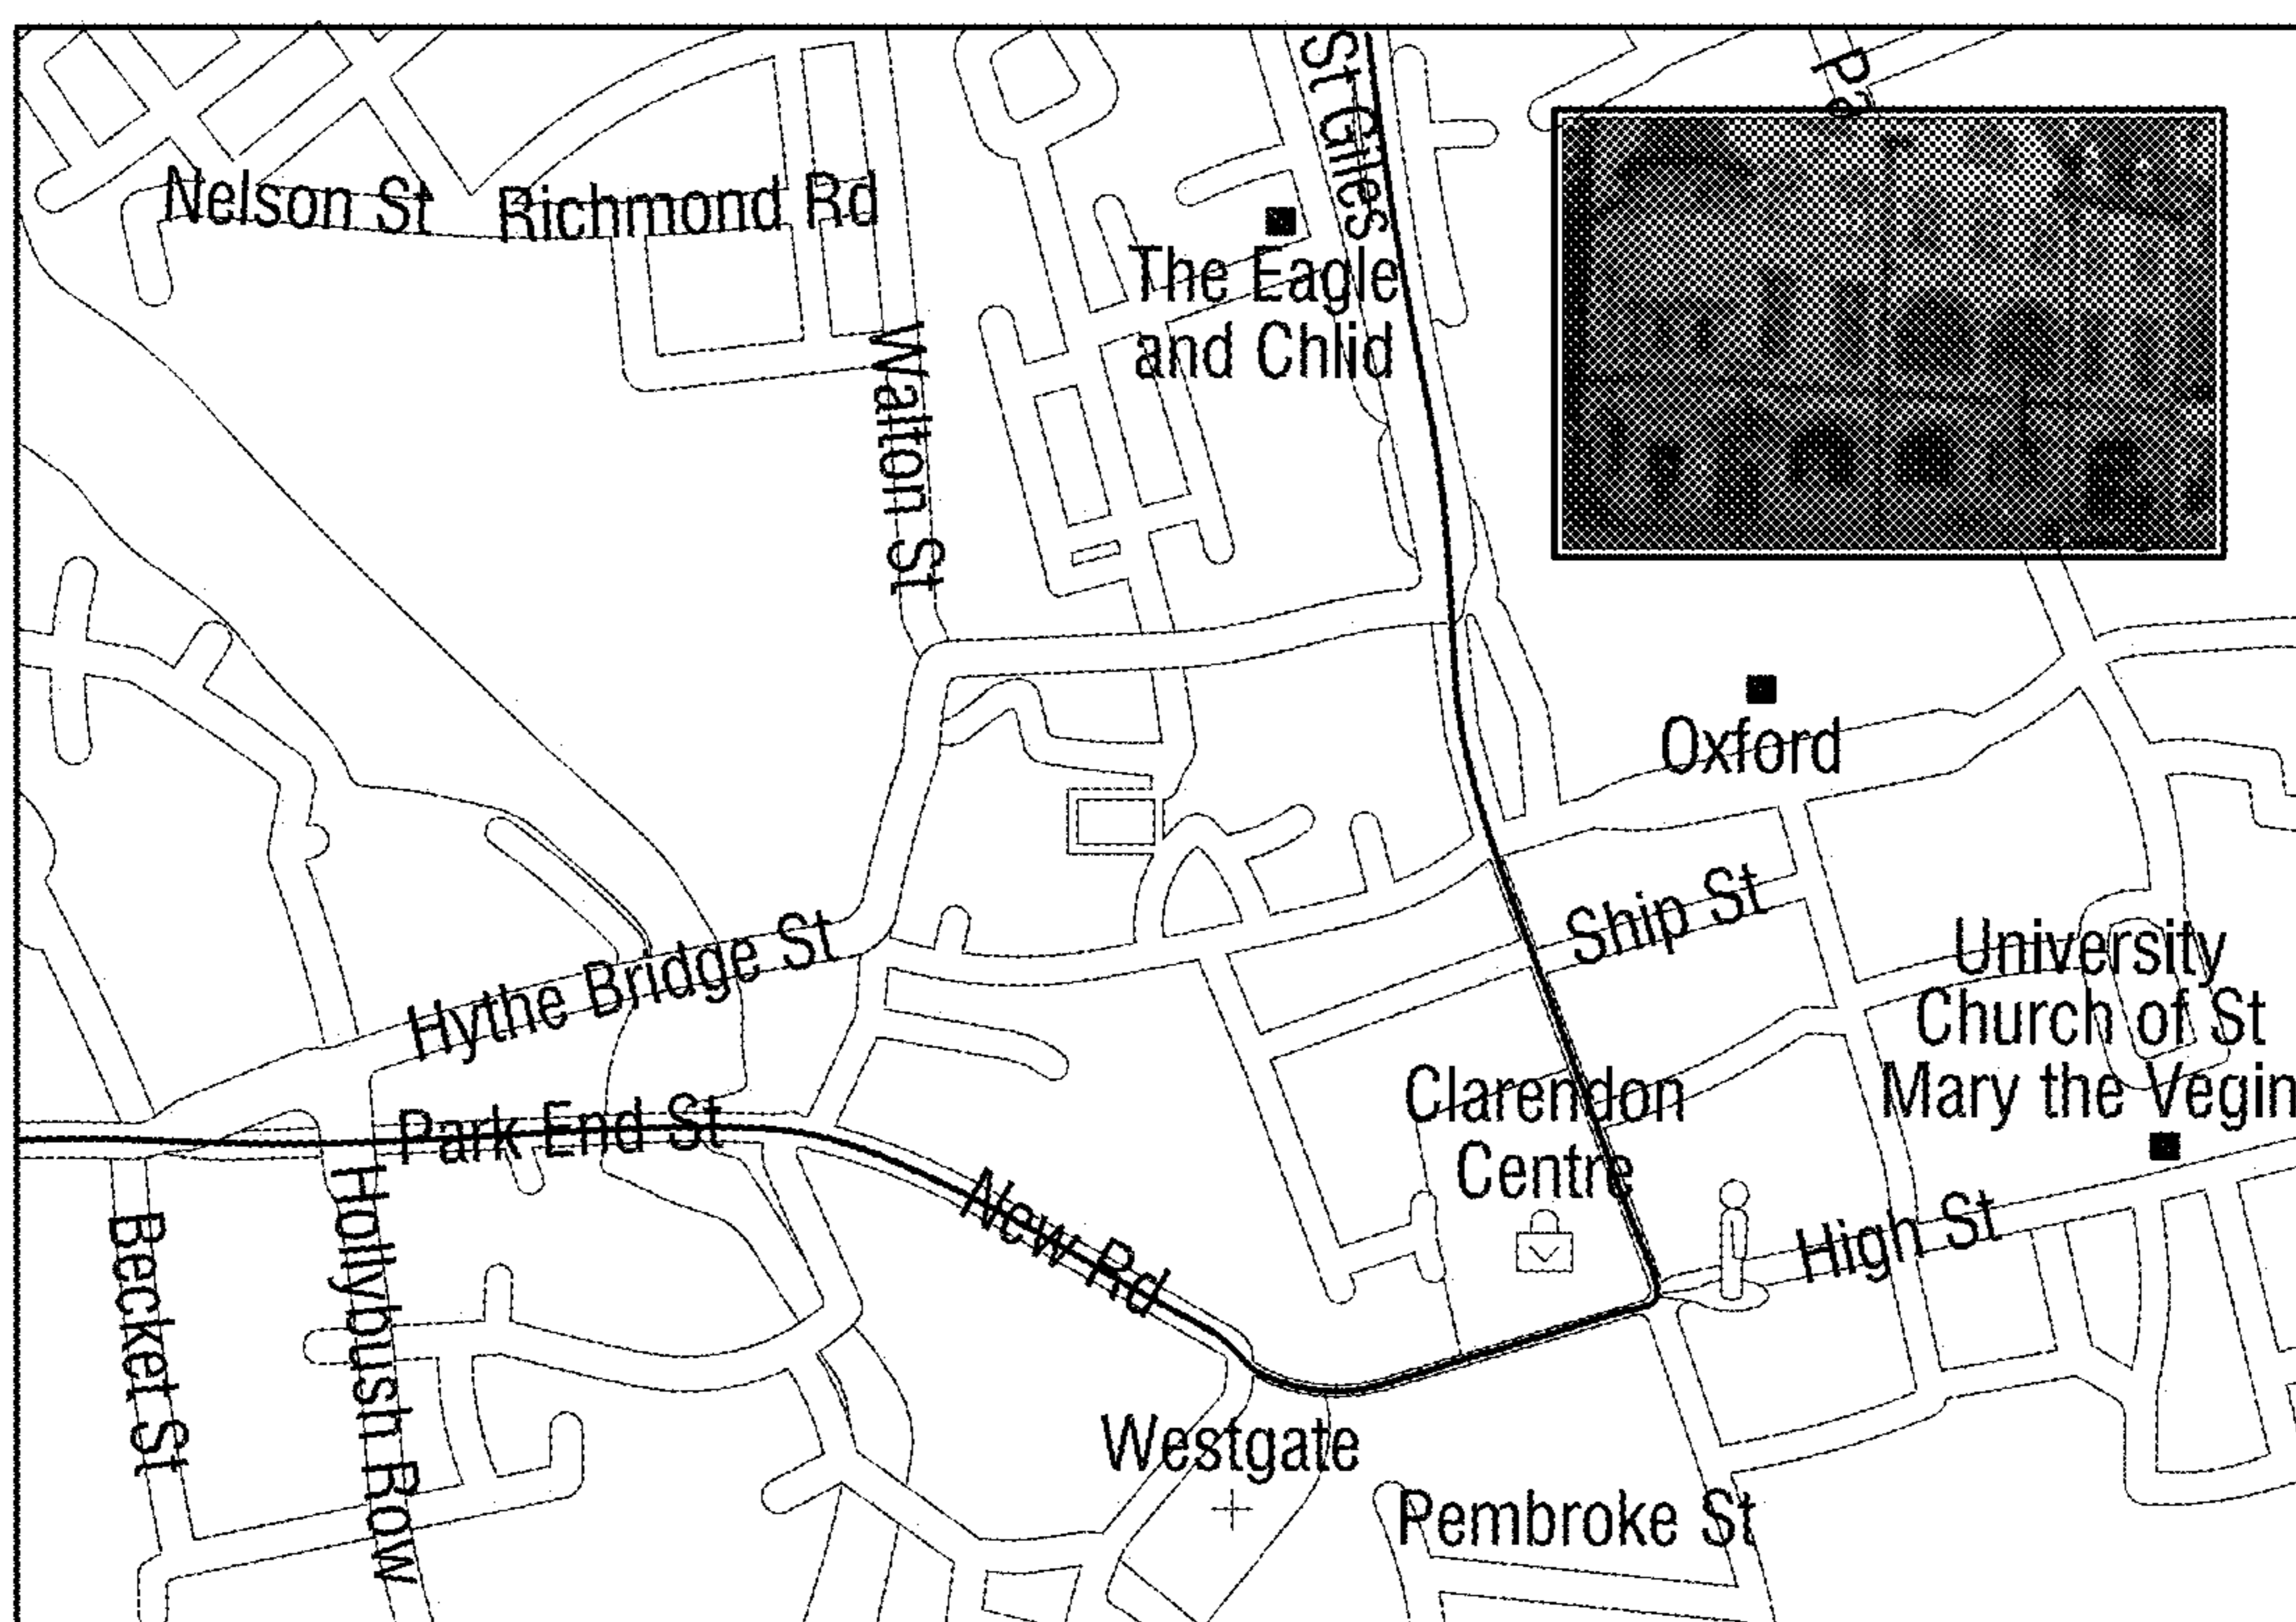 St Giles
Nelson St
Richmond Rd
The Eagle
and Chlid
Walton St
Oxford
Ship St
Hythe Bridge St
University
Church of St
Mary the Vegin
Clarendon
Centre
Park End St
New Rd
High St
Becket St
Hollybush Row
Westgate
Pembroke St